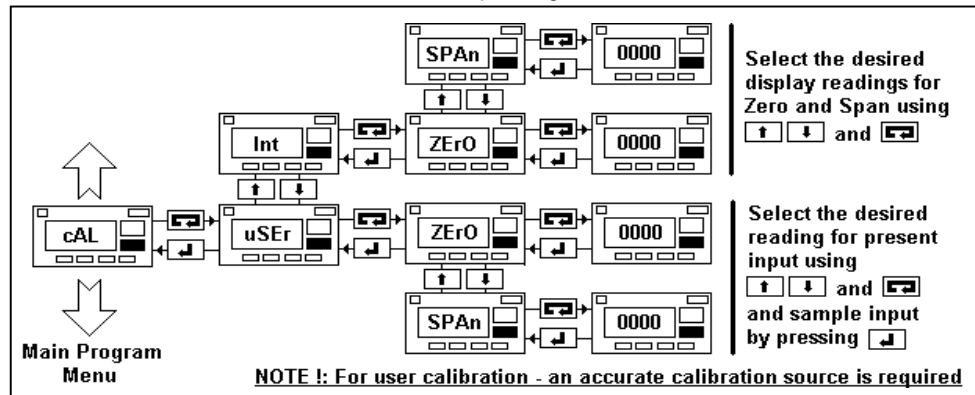 SPAn 0000
Select the desired
display readings for
Zero and Span using
and
Int ZErO 0000
cAL uSEr ZErO 0000
Select the desired
reading for present
input using
and
and sample input
by pressing
SPAn 0000
Main Program
Menu
NOTE !: For user calibration - an accurate calibration source is required